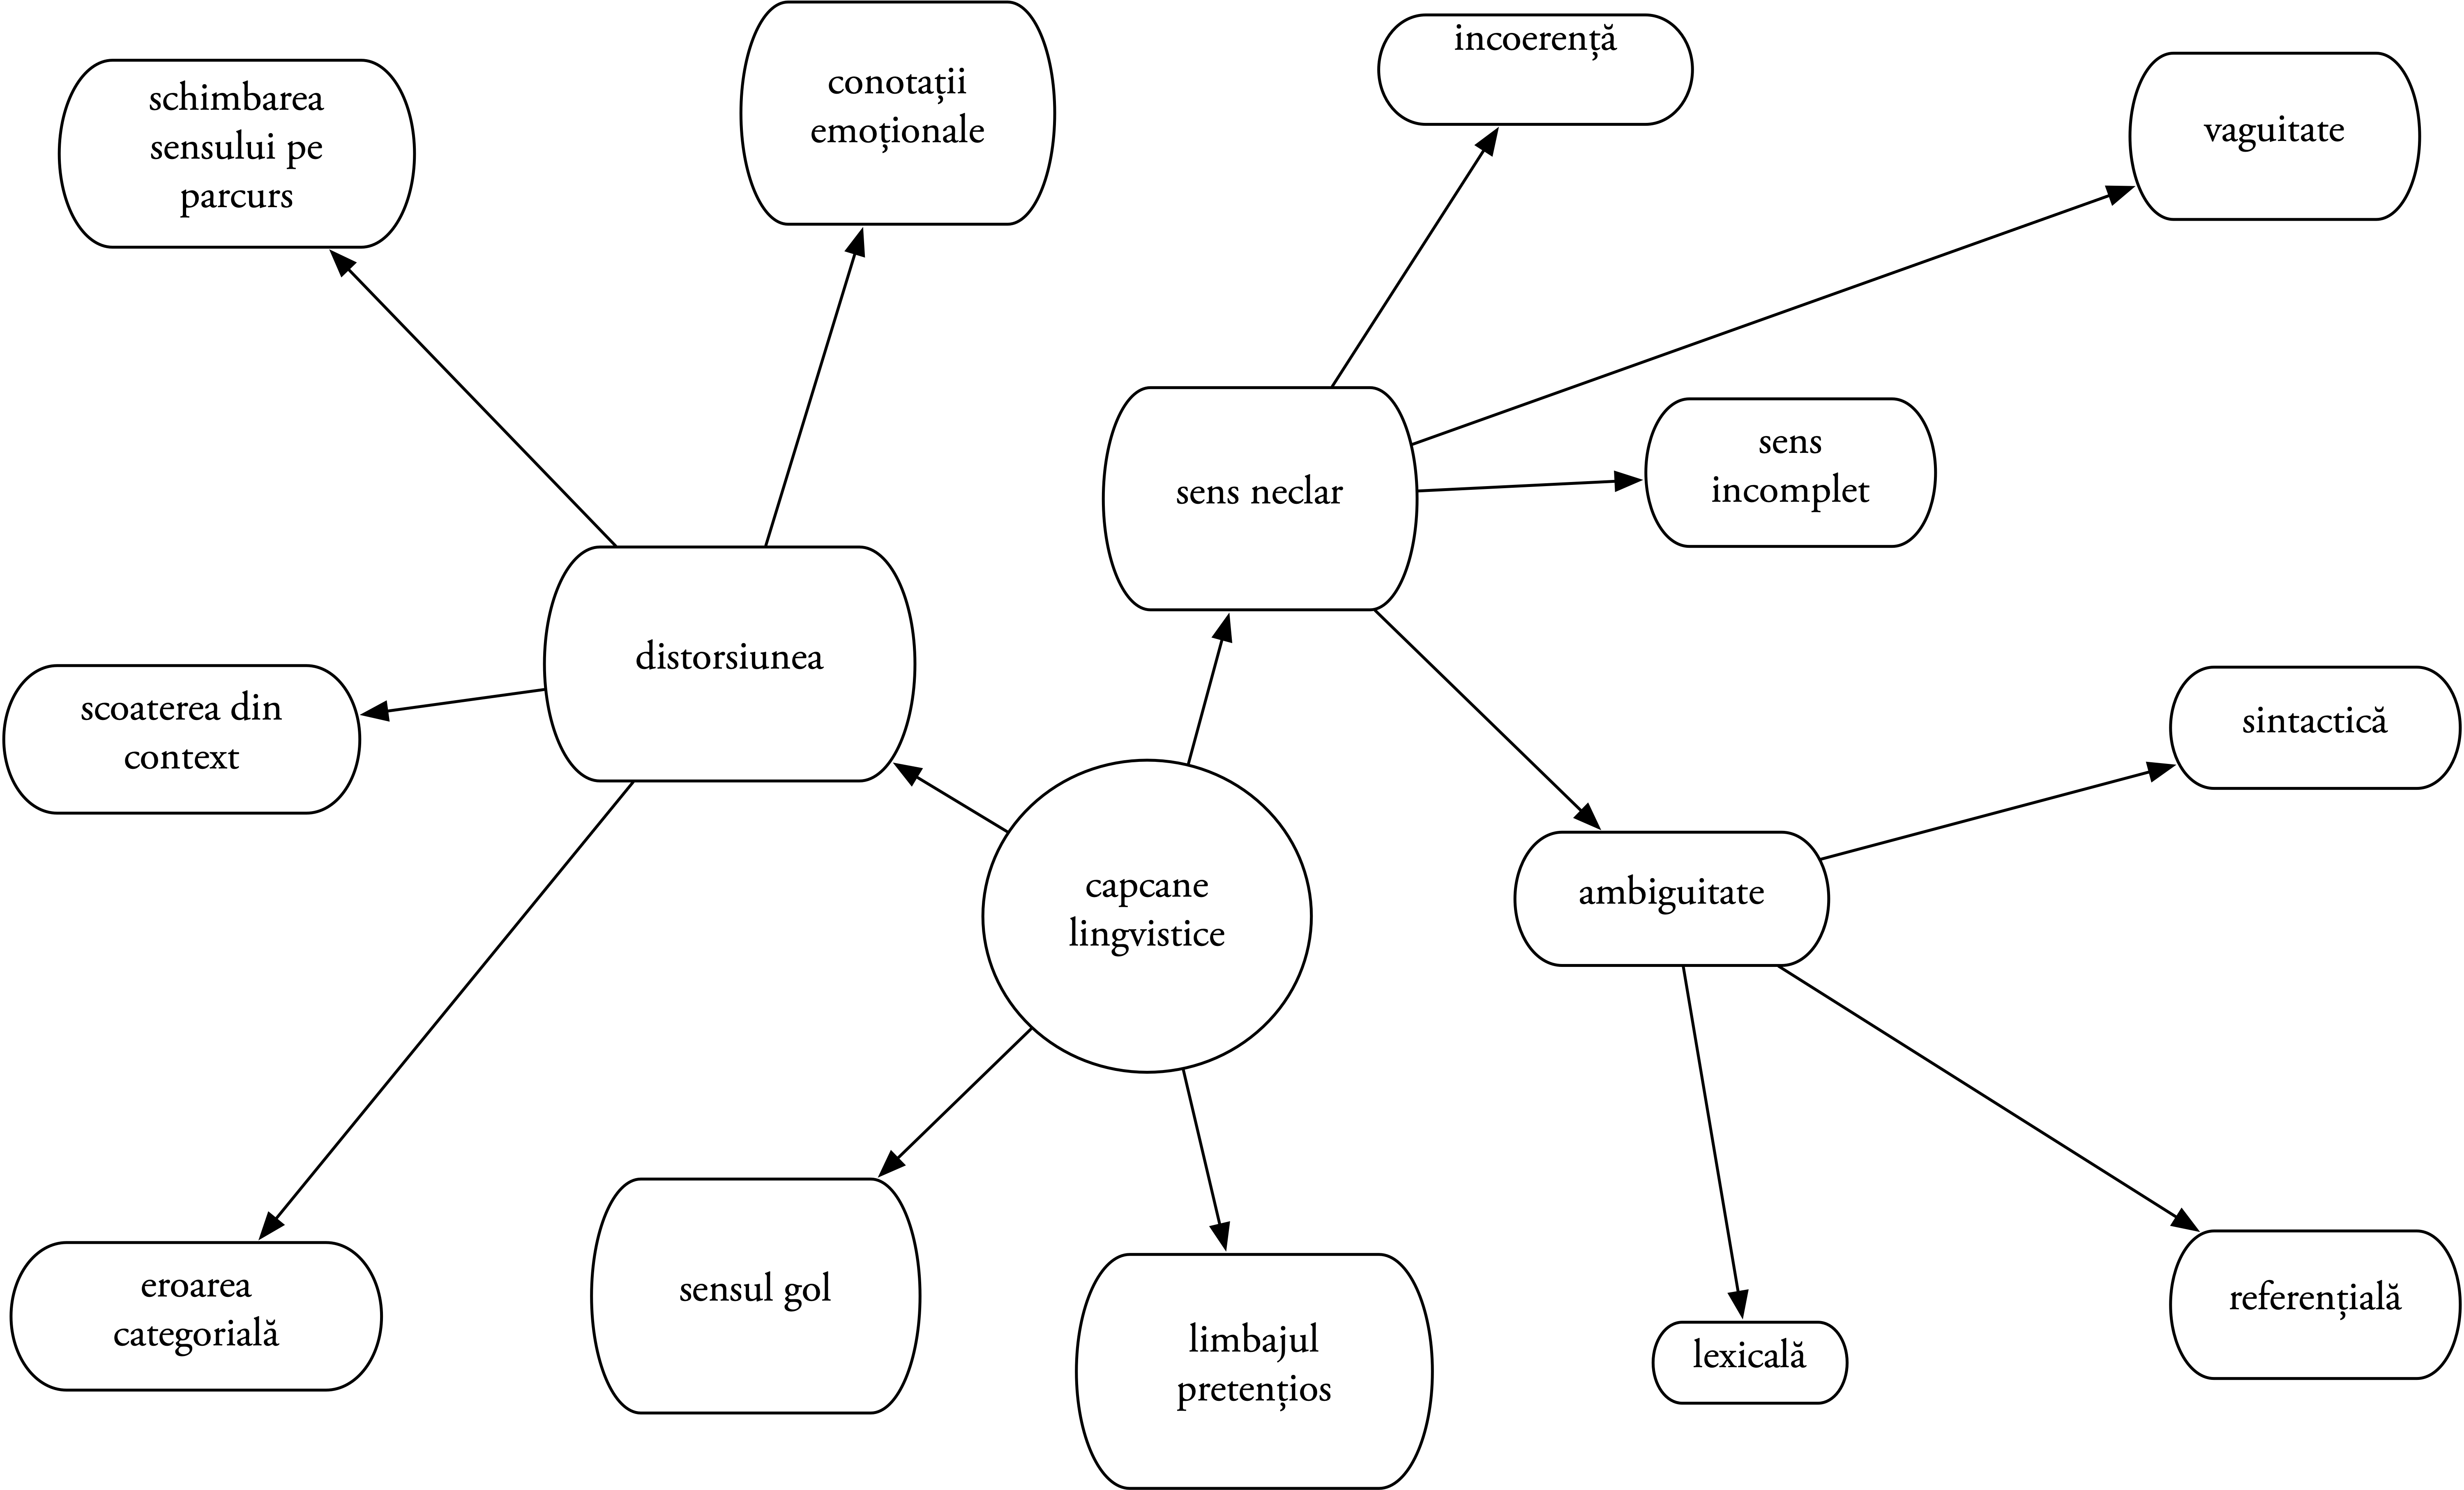 incoerență
conotații
emoționale
schimbarea
sensului pe
parcurs
vaguitate
sens
incomplet
sens neclar
distorsiunea
scoaterea din
context
sintactică
capcane
lingvistice
ambiguitate
eroarea
categorială
sensul gol
limbajul
pretențios
lexicală
referențială